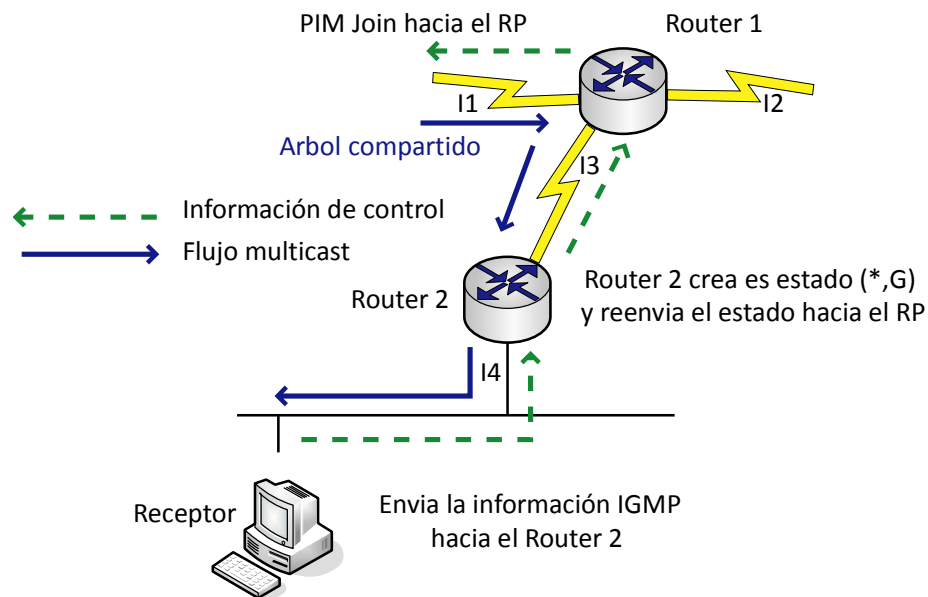 PIM Join hacia el RP
Router 1
I1
I2
Arbol compartido
I3
Información de control
Flujo multicast
Router 2
Router 2 crea es estado (*,G)
y reenvia el estado hacia el RP
I4
Receptor
Envia la información IGMP
hacia el Router 2